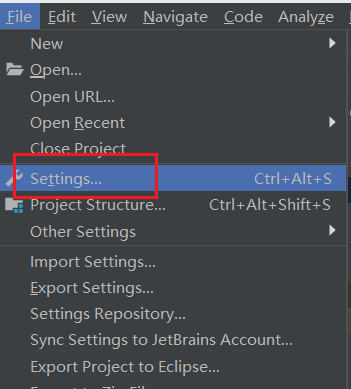 File Edit View Navigate Code Analyze
New
Open...
Open URL...
Open Recent
Close Project
Settings... Ctrl+Alt+S
Project Structure... Ctrl+Alt+Shift+S
Other Settings
Import Settings...
Export Settings...
Settings Repository...
Sync Settings to JetBrains Account...
Export Project to Eclipse...